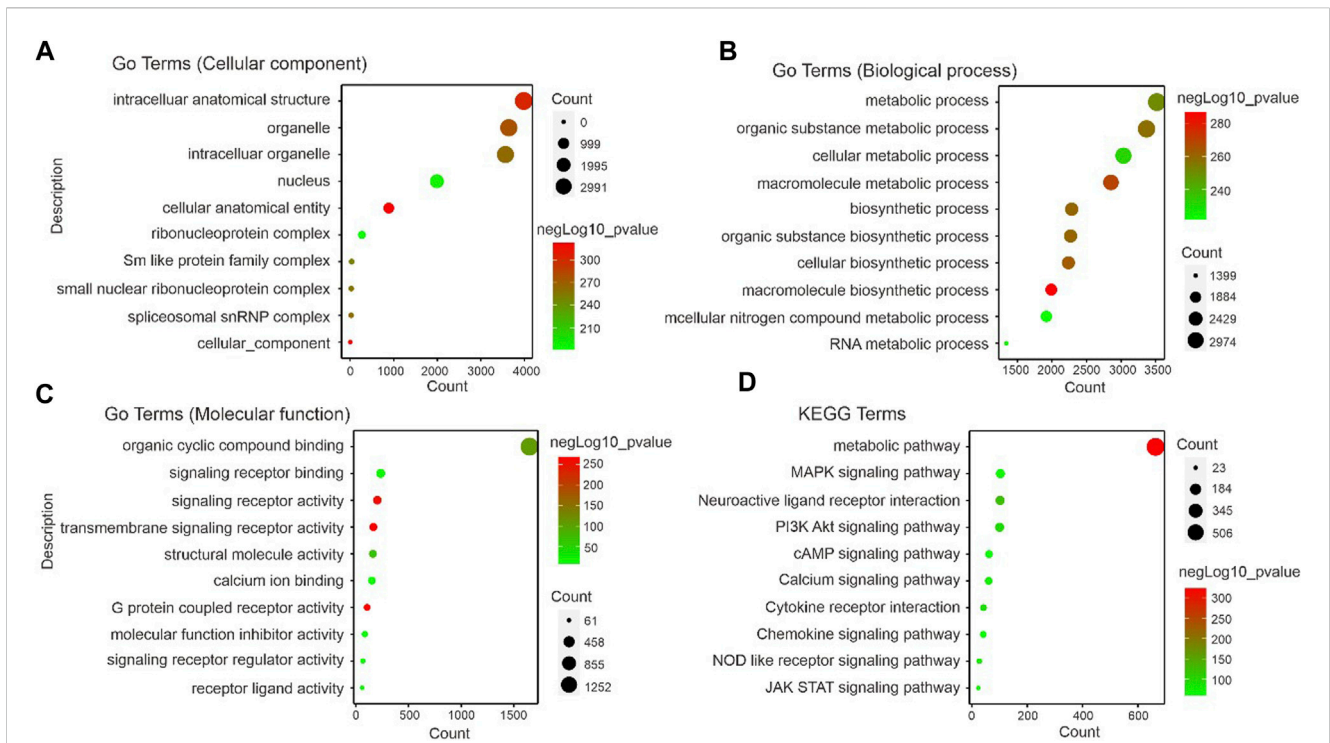 A
Go Terms (Cellular component)
intracelluar anatomical structure
organelle
intracelluar organelle
nucleus
cellular anatomical entity
ribonucleoprotein complex
Sm like protein family complex
small nuclear ribonucleoprotein complex
spliceosomal snRNP complex
cellular_component
Description
0 1000 2000 3000 4000
Count
Count
0
999
1995
2991
negLog10_pvalue
300
270
240
210
B
Go Terms (Biological process)
metabolic process
organic substance metabolic process
cellular metabolic process
macromolecule metabolic process
biosynthetic process
organic substance biosynthetic process
cellular biosynthetic process
macromolecule biosynthetic process
mcellular nitrogen compound metabolic process
RNA metabolic process
1500 2000 2500 3000 3500
Count
negLog10_pvalue
280
260
240
Count
1399
1884
2429
2974
C
Go Terms (Molecular function)
organic cyclic compound binding
signaling receptor binding
signaling receptor activity
transmembrane signaling receptor activity
structural molecule activity
calcium ion binding
G protein coupled receptor activity
molecular function inhibitor activity
signaling receptor regulator activity
receptor ligand activity
Description
0 500 1000 1500
Count
negLog10_pvalue
250
200
150
100
50
Count
61
458
855
1252
D
KEGG Terms
metabolic pathway
MAPK signaling pathway
Neuroactive ligand receptor interaction
PI3K Akt signaling pathway
cAMP signaling pathway
Calcium signaling pathway
Cytokine receptor interaction
Chemokine signaling pathway
NOD like receptor signaling pathway
JAK STAT signaling pathway
0 200 400 600
Count
Count
23
184
345
506
negLog10_pvalue
300
250
200
150
100